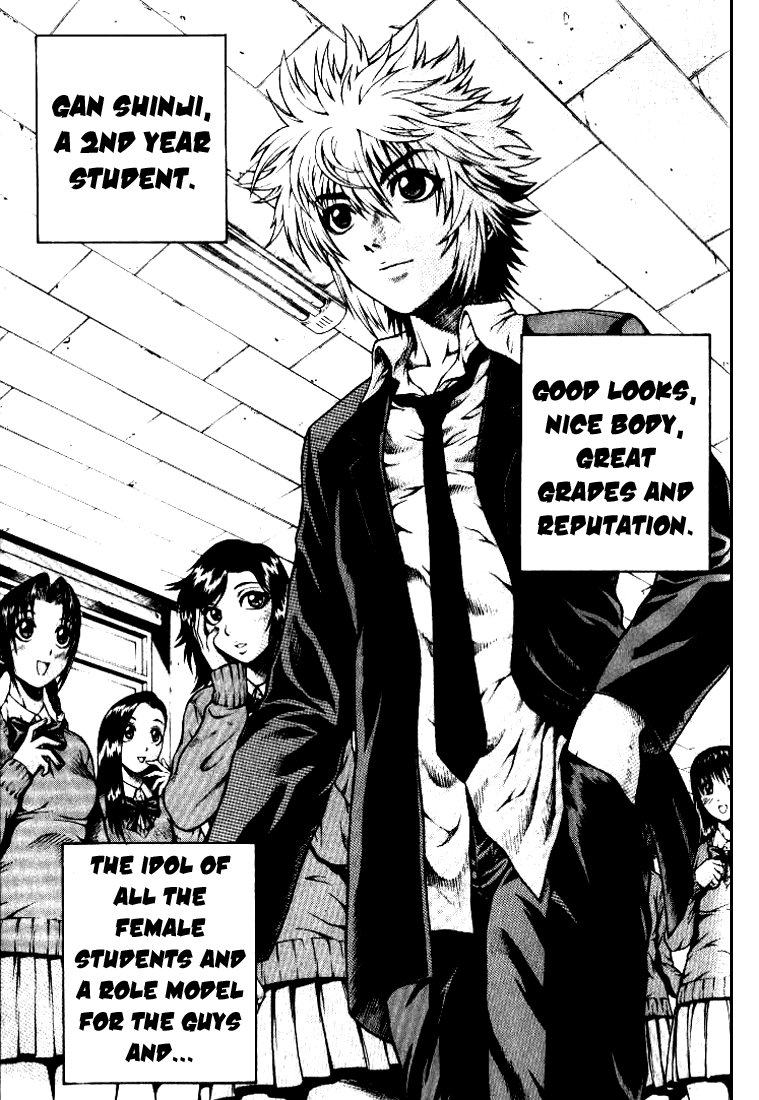 GAN SHINJI,
A 2ND YEAR
STUDENT.
GOOD LOOKS,
NICE BODY,
GREAT
GRADES AND
REPUTATION.
THE IDOL OF
ALL THE
FEMALE
STUDENTS AND
A ROLE MODEL
FOR THE GUYS
AND...